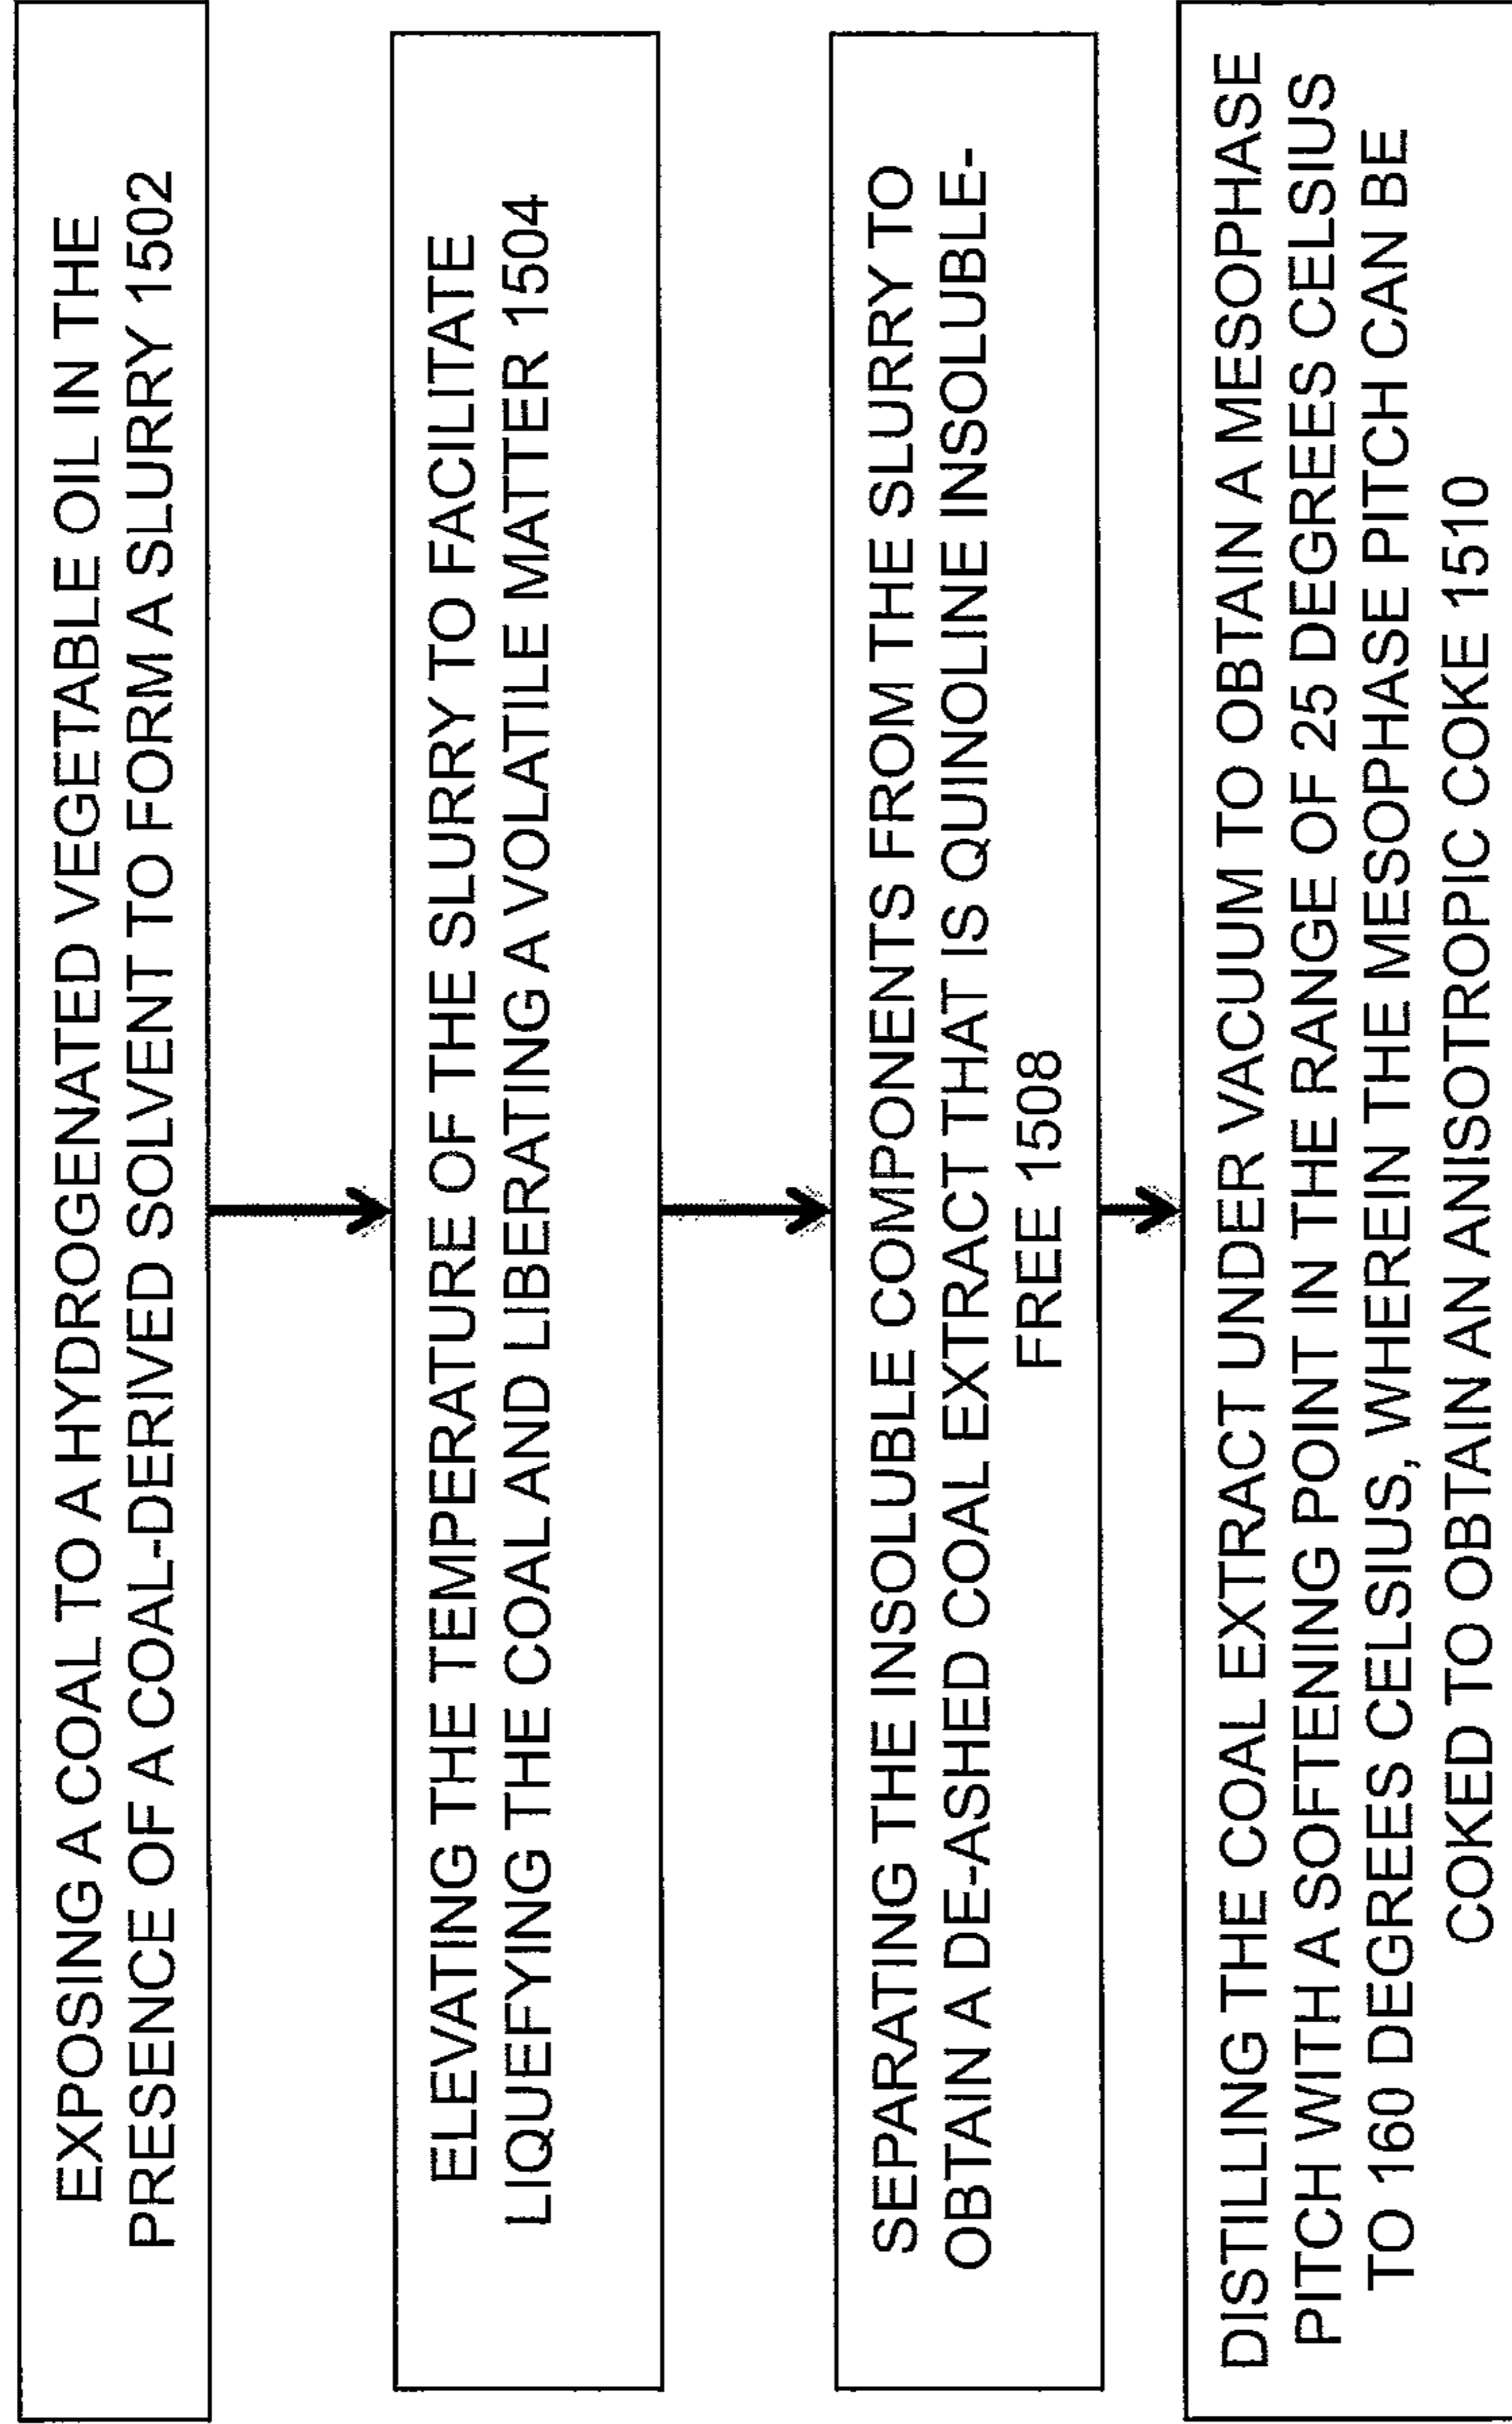 EXPOSING A COAL TO A HYDROGENATED VEGETABLE OIL IN THE
PRESENCE OF A COAL-DERIVED SOLVENT TO FORM A SLURRY 1502
ELEVATING THE TEMPERATURE OF THE SLURRY TO FACILITATE
LIQUEFYING THE COAL AND LIBERATING A VOLATILE MATTER 1504
SEPARATING THE INSOLUBLE COMPONENTS FROM THE SLURRY TO
OBTAIN A DE-ASHED COAL EXTRACT THAT IS QUINOLINE INSOLUBLE-
FREE 1508
DISTILLING THE COAL EXTRACT UNDER VACUUM TO OBTAIN A MESOPHASE
PITCH WITH A SOFTENING POINT IN THE RANGE OF 25 DEGREES CELSIUS
TO 160 DEGREES CELSIUS, WHEREIN THE MESOPHASE PITCH CAN BE
COKED TO OBTAIN AN ANISOTROPIC COKE 1510